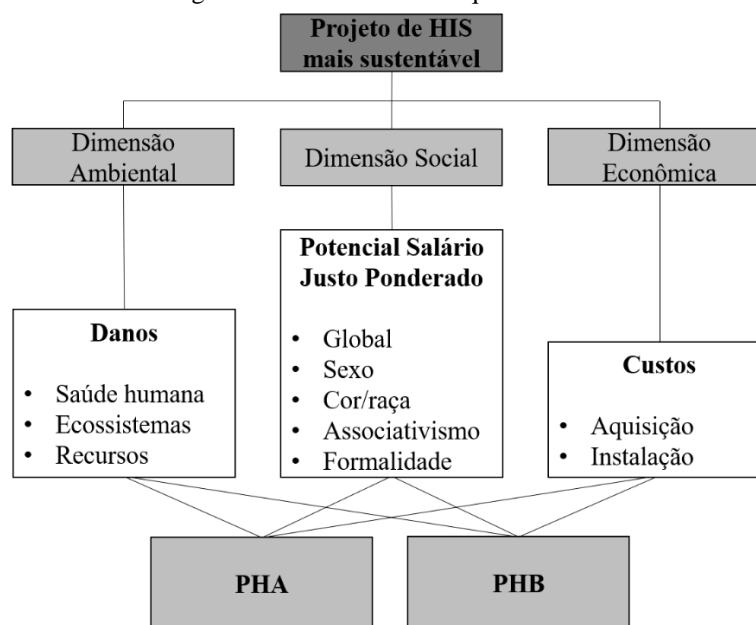 Projeto de HIS
mais sustentável
Dimensão
Ambiental
Dimensão Social
Dimensão
Econômica
Potencial Salário
Justo Ponderado
• Global
• Sexo
• Cor/raça
• Associativismo
• Formalidade
Danos
• Saúde humana
• Ecossistemas
• Recursos
Custos
• Aquisição
• Instalação
PHA
PHB